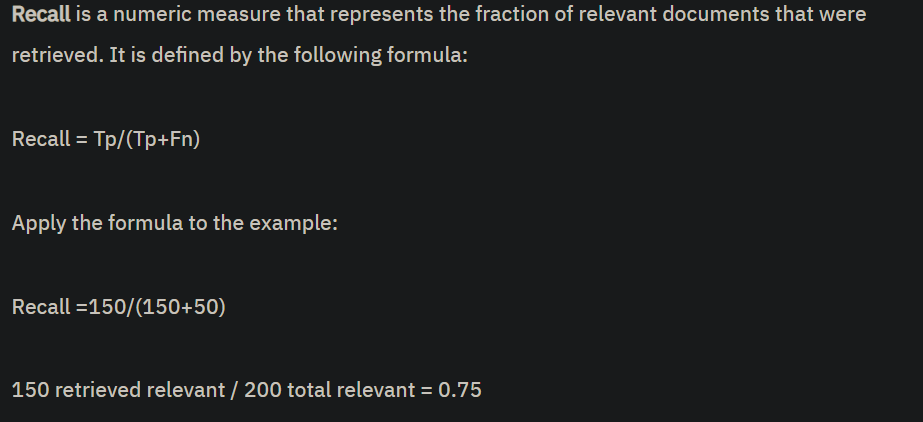 Recall is a numeric measure that represents the fraction of relevant documents that were
retrieved. It is defined by the following formula:
Recall = Tp/(Tp+Fn)
Apply the formula to the example:
Recall =150/(150+50)
150 retrieved relevant / 200 total relevant = 0.75